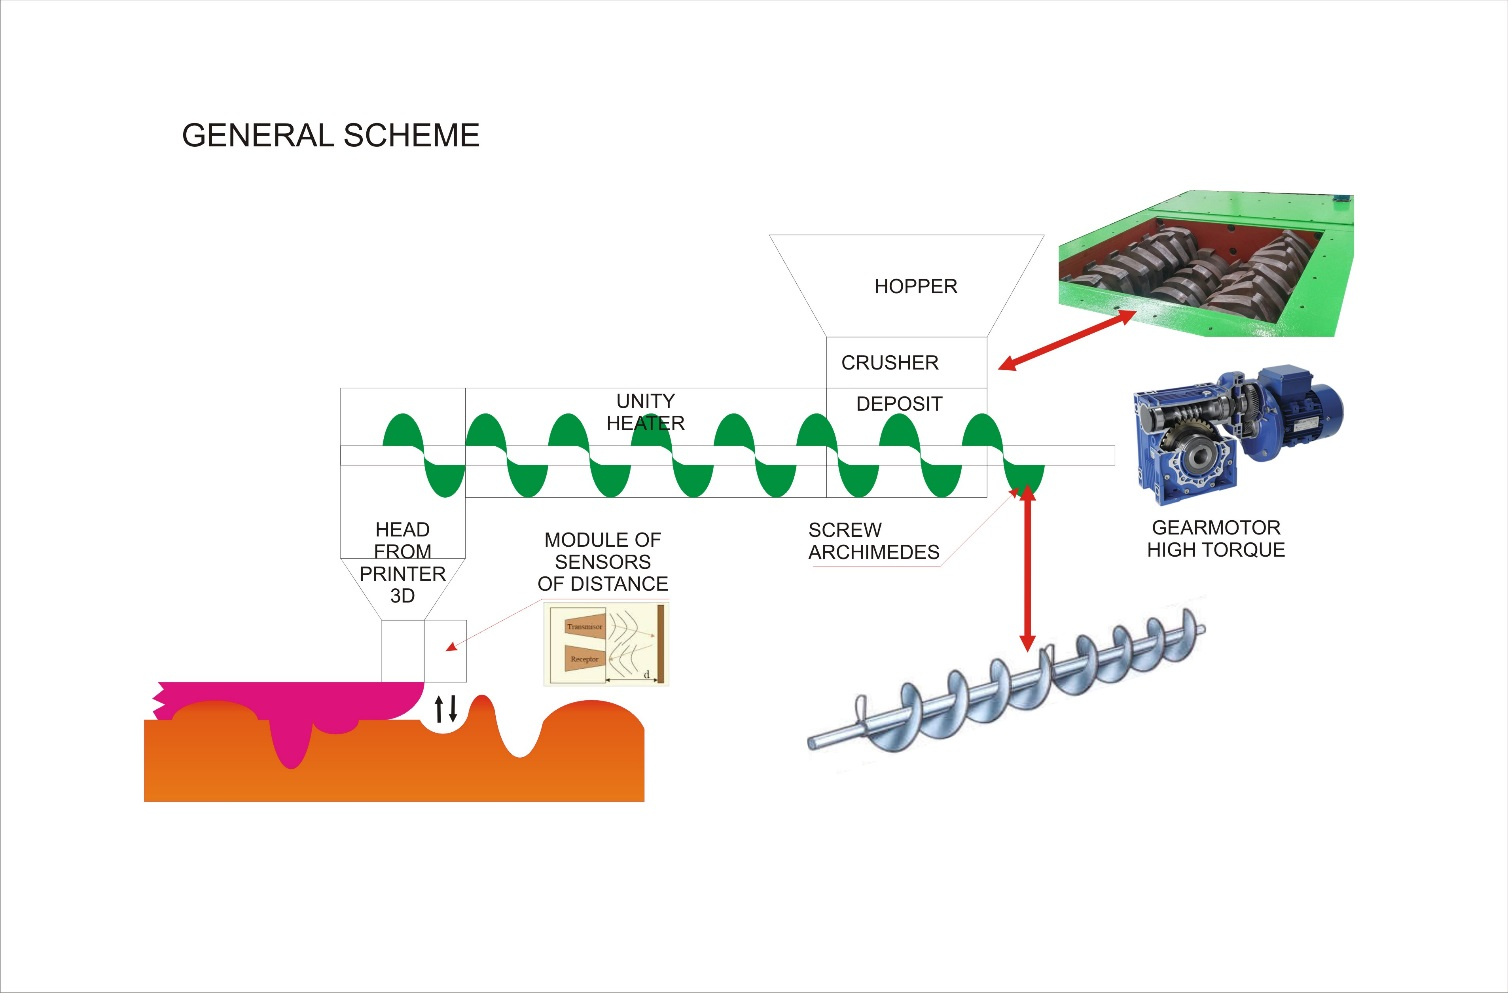 GENERAL SCHEME
HOPPER
CRUSHER
DEPOSIT
UNITY
HEATER
HEAD
FROM
PRINTER
3D
MODULE OF
SENSORS
OF DISTANCE
Transmisor
Receptor
d
SCREW
ARCHIMEDES
GEARMOTOR
HIGH TORQUE